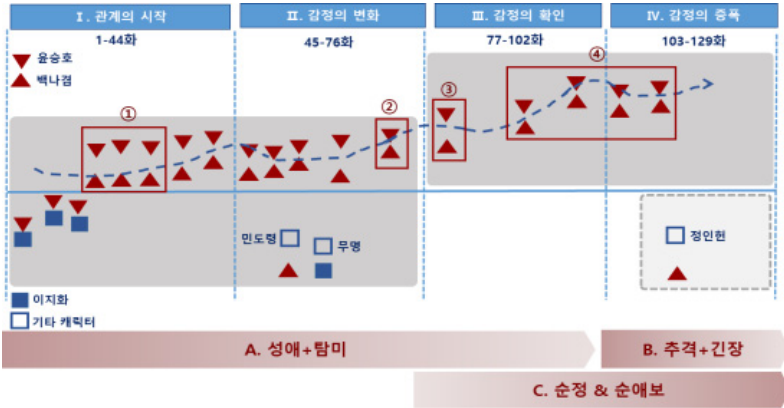 Ⅰ. 관계의 시작
Ⅱ. 감정의 변화
Ⅲ. 감정의 확인
Ⅳ. 감정의 증폭
1-44화
45-76화
77-102화
103-129화
윤승호
백나겸
①
②
③
④
민도령
무명
정인헌
이지화
기타 캐릭터
A. 성애+탐미
B. 추격+긴장
C. 순정 & 순애보